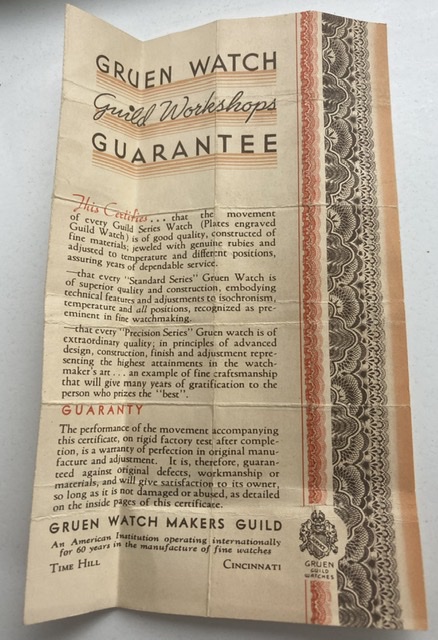 GRUEN WATCH
Guild Workshops
GUARANTEE
This Certifies... that the movement
of every Guild Series Watch (Plates engraved
Guild Watch) is of good quality, constructed of
fine materials; jeweled with genuine rubies and
adjusted to temperature and different positions,
assuring years of dependable service.
—that every "Standard Series" Gruen Watch is
of superior quality and construction, embodying
technical features and adjustments to isochronism,
temperature and all positions, recognized as pre-
eminent in fine watchmaking.
—that every "Precision Series" Gruen watch is of
extraordinary quality; in principles of advanced
design, construction, finish and adjustment repre-
senting the highest attainments in the watch-
maker's art... an example of fine craftsmanship
that will give many years of gratification to the
person who prizes the "best".
GUARANTY
The performance of the movement accompanying
this certificate, on rigid factory test after comple-
tion, is a warranty of perfection in original manu-
facture and adjustment. It is, therefore, guaran-
teed against original defects, workmanship or
materials, and will give satisfaction to its owner,
so long as it is not damaged or abused, as detailed
on the inside pages of this certificate.
GRUEN WATCH MAKERS GUILD
An American Institution operating internationally
for 60 years in the manufacture of fine watches
TIME HILL CINCINNATI
GRUEN
GUILD
WATCHES